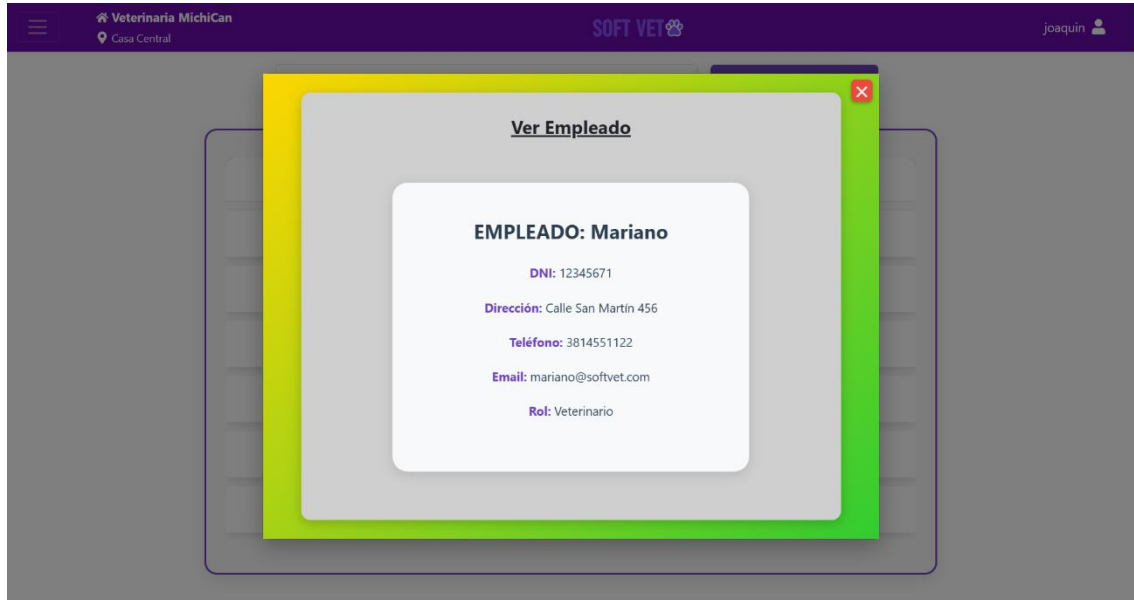 Veterinaria MichiCan
Casa Central
SOFT VET
joaquin
Ver Empleado
EMPLEADO: Mariano
DNI: 12345671
Dirección: Calle San Martín 456
Teléfono: 3814551122
Email: mariano@softvet.com
Rol: Veterinario